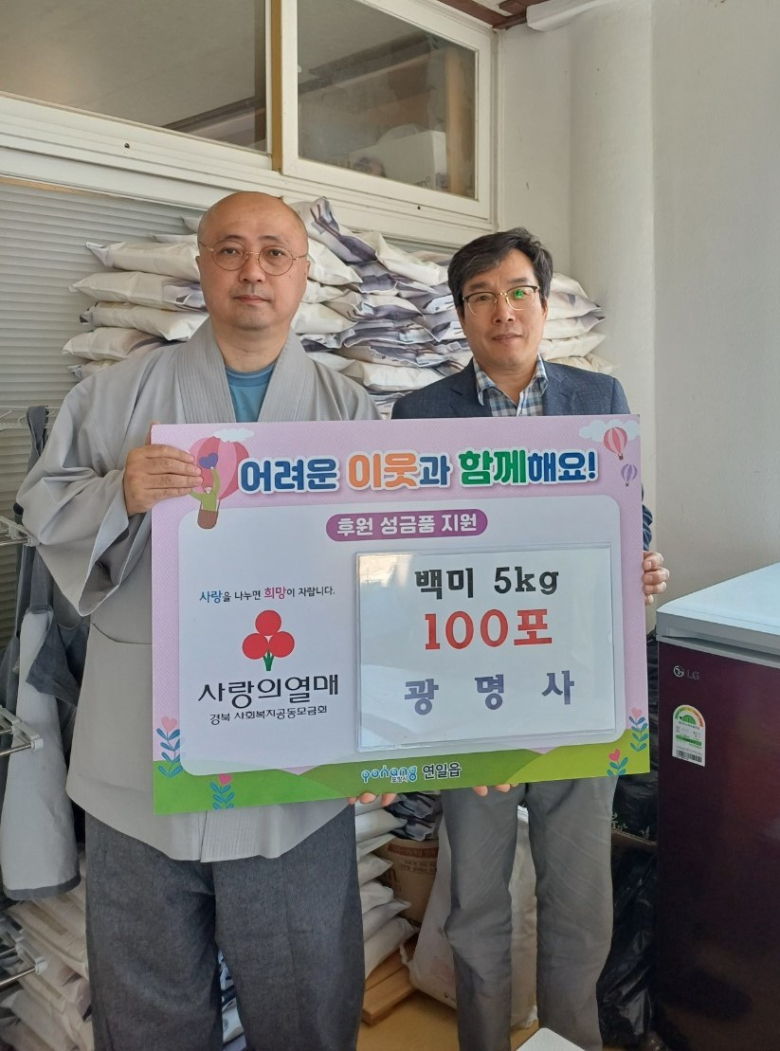 어려운 이웃과 함께해요!
후원 성금품 지원
사랑을 나누면 희망이 자랍니다.
사랑의열매
경북 사회복지공동모금회
백미 5kg
100포
광명사
pohang 포항시 연일읍
LG